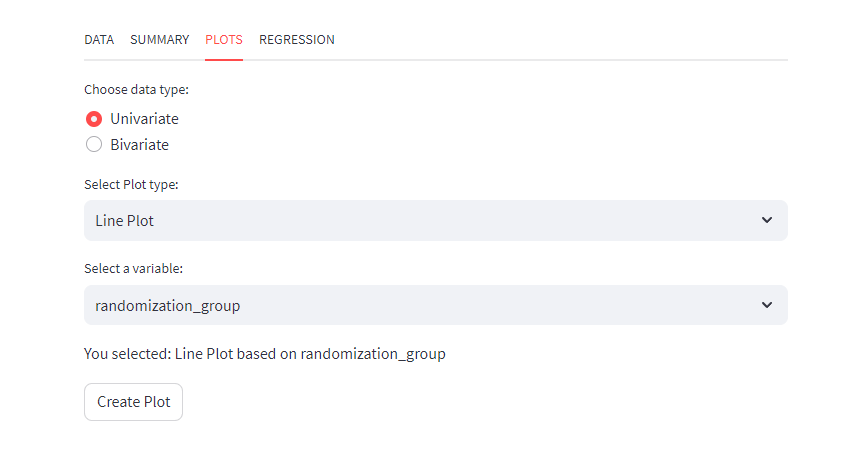 DATA SUMMARY PLOTS REGRESSION
Choose data type:
Univariate
Bivariate
Select Plot type:
Line Plot
Select a variable:
randomization_group
You selected: Line Plot based on randomization_group
Create Plot